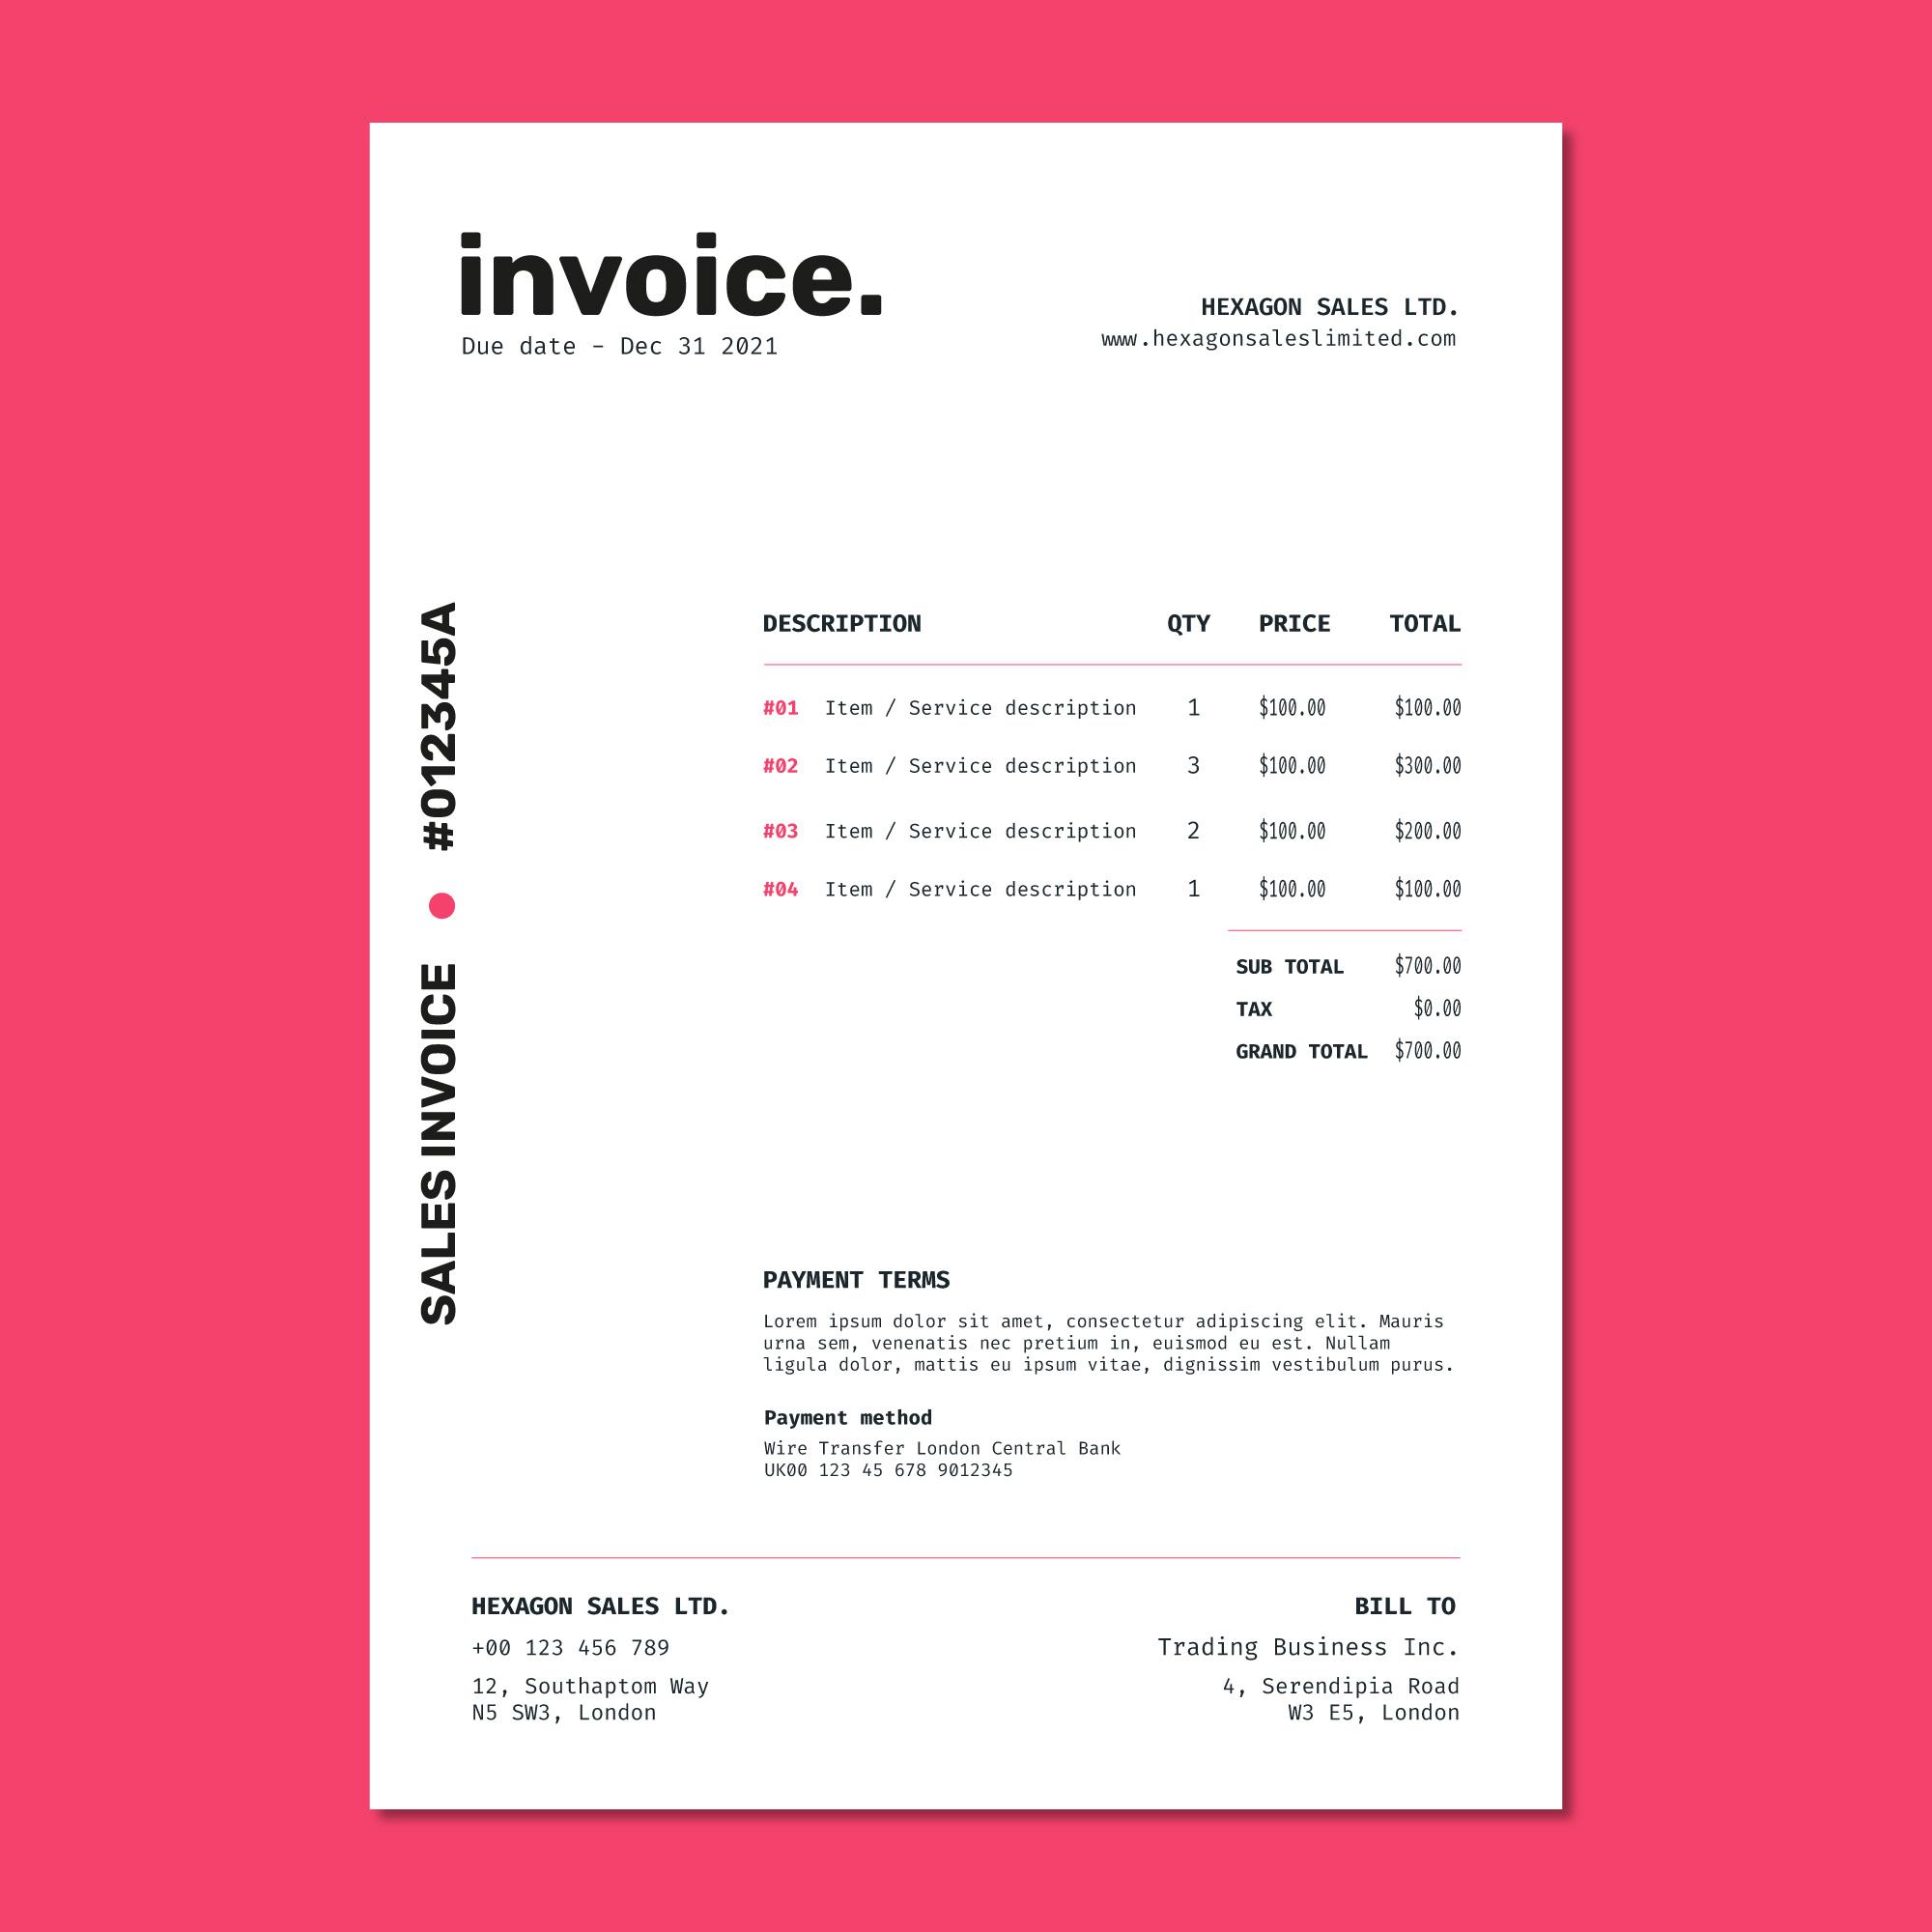 invoice.
Due date – Dec 31 2021
HEXAGON SALES LTD.
www.hexagonsaleslimited.com
SALES INVOICE ● #012345A
DESCRIPTION QTY PRICE TOTAL
#01 Item / Service description 1 $100.00 $100.00
#02 Item / Service description 3 $100.00 $300.00
#03 Item / Service description 2 $100.00 $200.00
#04 Item / Service description 1 $100.00 $100.00
SUB TOTAL $700.00
TAX $0.00
GRAND TOTAL $700.00
PAYMENT TERMS
Lorem ipsum dolor sit amet, consectetur adipiscing elit. Mauris
urna sem, venenatis nec pretium in, euismod eu est. Nullam
ligula dolor, mattis eu ipsum vitae, dignissim vestibulum purus.
Payment method
Wire Transfer London Central Bank
UK00 123 45 678 9012345
HEXAGON SALES LTD.
+00 123 456 789
12, Southaptom Way
N5 SW3, London
BILL TO
Trading Business Inc.
4, Serendipia Road
W3 E5, London